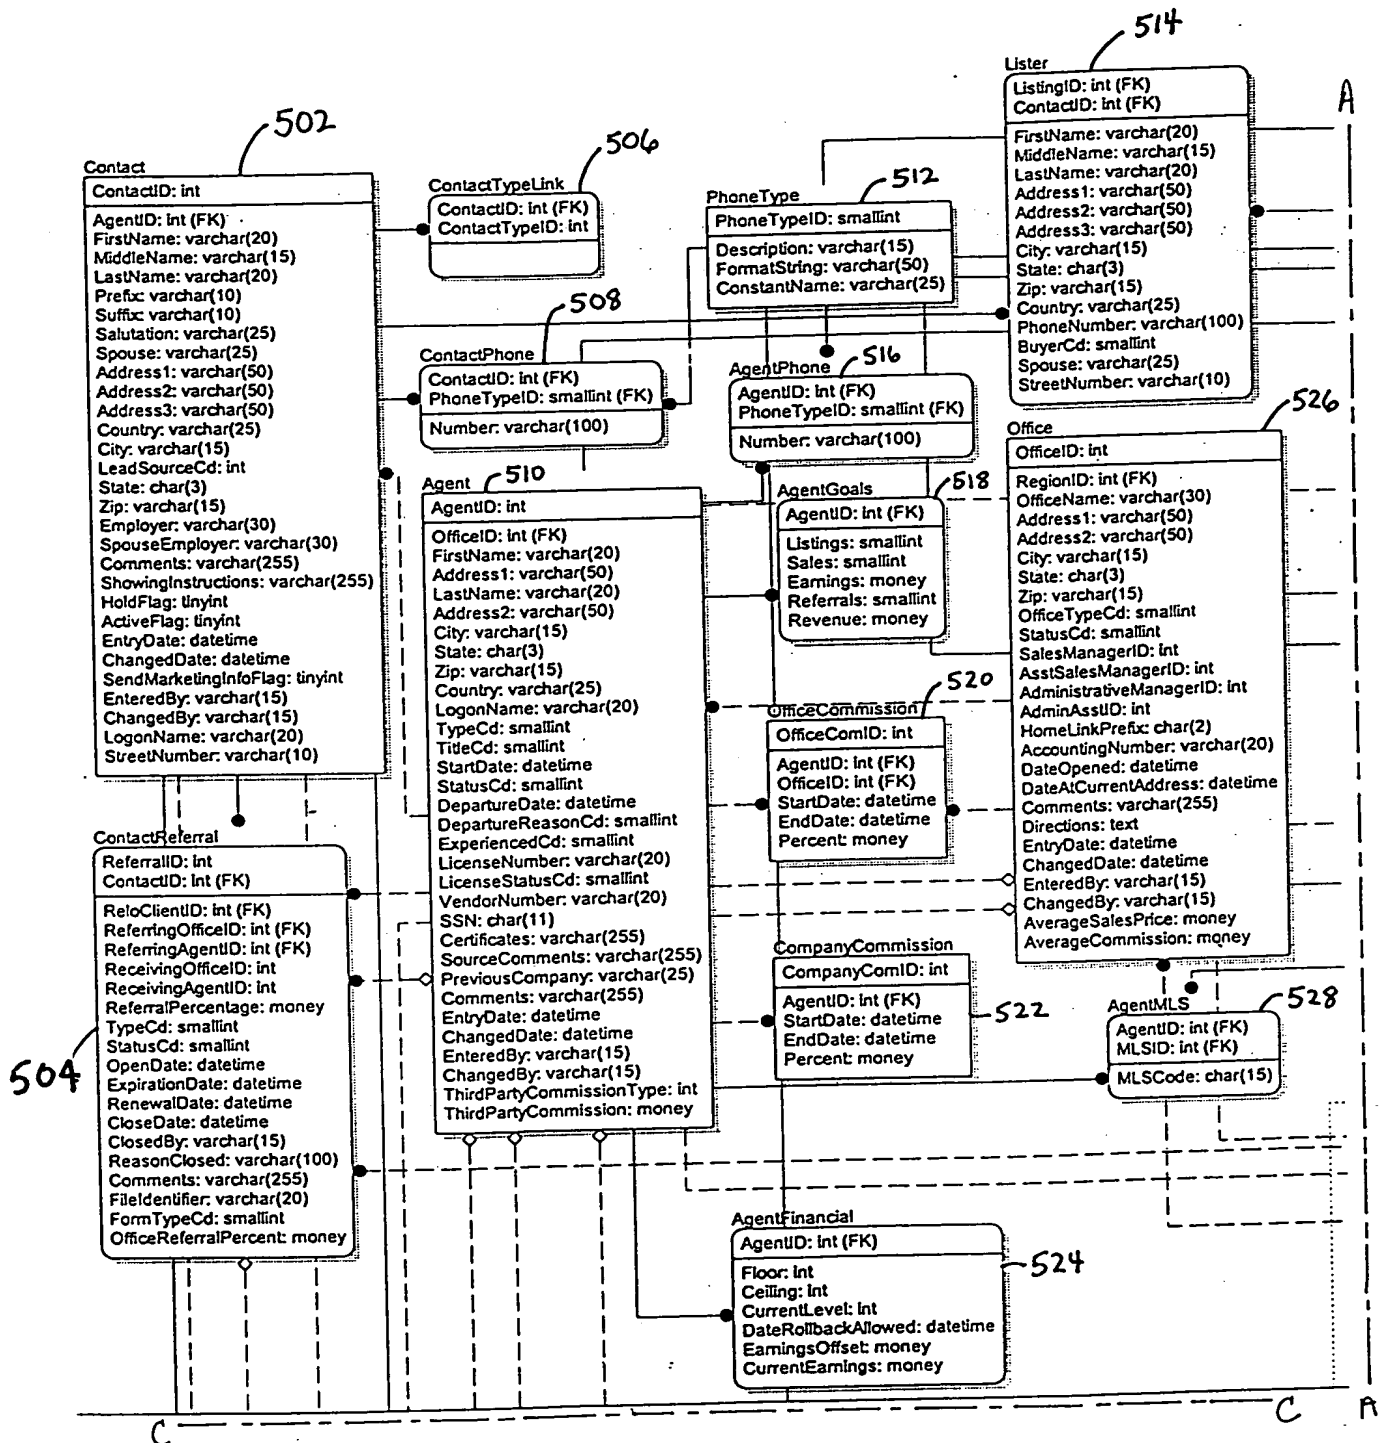 502
Contact
ContactID: int
AgentID: int (FK)
FirstName: varchar(20)
MiddleName: varchar(15)
LastName: varchar(20)
Prefix: varchar(10)
Suffix: varchar(10)
Salutation: varchar(25)
Spouse: varchar(25)
Address1: varchar(50)
Address2: varchar(50)
Address3: varchar(50)
Country: varchar(25)
City: varchar(15)
LeadSourceCd: int
State: char(3)
Zip: varchar(15)
Employer: varchar(30)
SpouseEmployer: varchar(30)
Comments: varchar(255)
ShowingInstructions: varchar(255)
HoldFlag: tinyint
ActiveFlag: tinyint
EntryDate: datetime
ChangedDate: datetime
SendMarketingInfoFlag: tinyint
EnteredBy: varchar(15)
ChangedBy: varchar(15)
LogonName: varchar(20)
StreetNumber: varchar(10)
504
ContactReferral
ReferralID: int
ContactID: int (FK)
ReloClientID: int (FK)
ReferringOfficeID: int (FK)
ReferringAgentID: int (FK)
ReceivingOfficeID: int
ReceivingAgentID: int
ReferralPercentage: money
TypeCd: smallint
StatusCd: smallint
OpenDate: datetime
ExpirationDate: datetime
RenewalDate: datetime
CloseDate: datetime
ClosedBy: varchar(15)
ReasonClosed: varchar(100)
Comments: varchar(255)
FileIdentifier: varchar(20)
FormTypeCd: smallint
OfficeReferralPercent: money
506
ContactTypeLink
ContactID: int (FK)
ContactTypeID: int
508
ContactPhone
ContactID: int (FK)
PhoneTypeID: smallint (FK)
Number: varchar(100)
510
Agent
AgentID: int
OfficeID: int (FK)
FirstName: varchar(20)
Address1: varchar(50)
LastName: varchar(20)
Address2: varchar(50)
City: varchar(15)
State: char(3)
Zip: varchar(15)
Country: varchar(25)
LogonName: varchar(20)
TypeCd: smallint
TitleCd: smallint
StartDate: datetime
StatusCd: smallint
DepartureDate: datetime
DepartureReasonCd: smallint
ExperiencedCd: smallint
LicenseNumber: varchar(20)
LicenseStatusCd: smallint
VendorNumber: varchar(20)
SSN: char(11)
Certificates: varchar(255)
SourceComments: varchar(255)
PreviousCompany: varchar(25)
Comments: varchar(255)
EntryDate: datetime
ChangedDate: datetime
EnteredBy: varchar(15)
ChangedBy: varchar(15)
ThirdPartyCommissionType: int
ThirdPartyCommission: money
512
PhoneType
PhoneTypeID: smallint
Description: varchar(15)
FormatString: varchar(50)
ConstantName: varchar(25)
514
Lister
ListingID: int (FK)
ContactID: int (FK)
FirstName: varchar(20)
MiddleName: varchar(15)
LastName: varchar(20)
Address1: varchar(50)
Address2: varchar(50)
Address3: varchar(50)
City: varchar(15)
State: char(3)
Zip: varchar(15)
Country: varchar(25)
PhoneNumber: varchar(100)
BuyerCd: smallint
Spouse: varchar(25)
StreetNumber: varchar(10)
516
AgentPhone
AgentID: int (FK)
PhoneTypeID: smallint (FK)
Number: varchar(100)
518
AgentGoals
AgentID: int (FK)
Listings: smallint
Sales: smallint
Earnings: money
Referrals: smallint
Revenue: money
520
OfficeCommission
OfficeComID: int
AgentID: int (FK)
OfficeID: int (FK)
StartDate: datetime
EndDate: datetime
Percent: money
CompanyCommission
CompanyComID: int
AgentID: int (FK)
StartDate: datetime
EndDate: datetime
Percent: money
522
AgentFinancial
AgentID: int (FK)
Floor: int
Ceiling: int
CurrentLevel: int
DateRollbackAllowed: datetime
EarningsOffset: money
CurrentEarnings: money
524
526
Office
OfficeID: int
RegionID: int (FK)
OfficeName: varchar(30)
Address1: varchar(50)
Address2: varchar(50)
City: varchar(15)
State: char(3)
Zip: varchar(15)
OfficeTypeCd: smallint
StatusCd: smallint
SalesManagerID: int
AsstSalesManagerID: int
AdministrativeManagerID: int
AdminAsstID: int
HomeLinkPrefix: char(2)
AccountingNumber: varchar(20)
DateOpened: datetime
DateAtCurrentAddress: datetime
Comments: varchar(255)
Directions: text
EntryDate: datetime
ChangedDate: datetime
EnteredBy: varchar(15)
ChangedBy: varchar(15)
AverageSalesPrice: money
AverageCommission: money
528
AgentMLS
AgentID: int (FK)
MLSID: int (FK)
MLSCode: char(15)
A
C
C
A